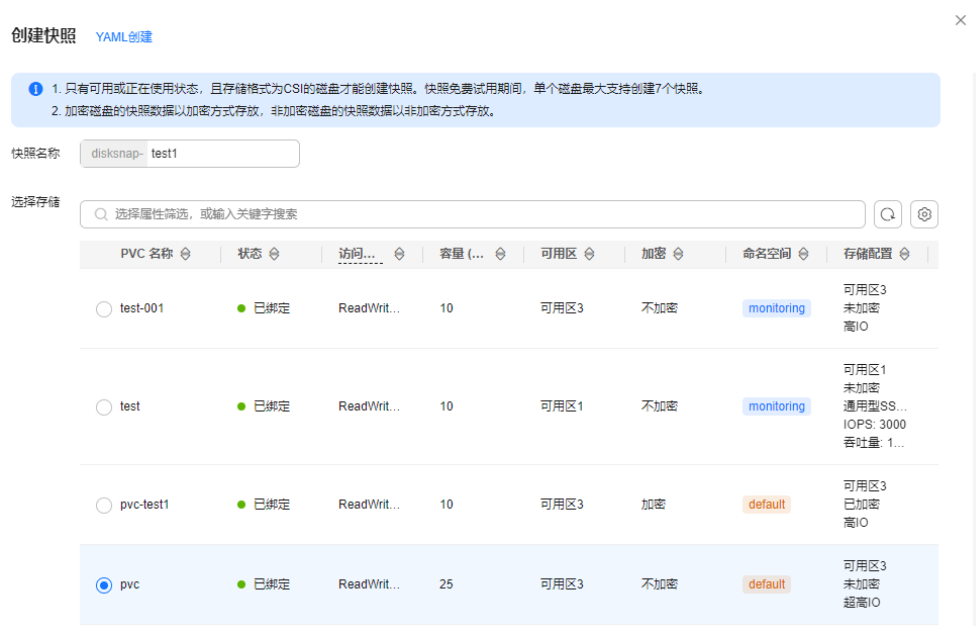 创建快照 YAML创建
1. 只有可用或正在使用状态，且存储格式为CSI的磁盘才能创建快照。快照免费试用期间，单个磁盘最大支持创建7个快照。
2. 加密磁盘的快照数据以加密方式存放，非加密磁盘的快照数据以非加密方式存放。
快照名称 disksnap- test1
选择存储
选择属性筛选，或输入关键字搜索
PVC 名称 状态 访问... 容量 (... 可用区 加密 命名空间 存储配置
test-001 已绑定 ReadWrit... 10 可用区3 不加密 monitoring
可用区3
未加密
高IO
test 已绑定 ReadWrit... 10 可用区1 不加密 monitoring
可用区1
未加密
通用型SS...
IOPS: 3000
吞吐量: 1...
pvc-test1 已绑定 ReadWrit... 10 可用区3 加密 default
可用区3
已加密
高IO
pvc 已绑定 ReadWrit... 25 可用区3 不加密 default
可用区3
未加密
超高IO